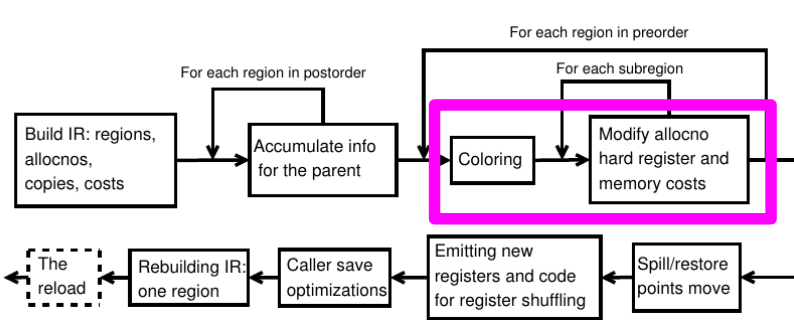 For each region in preorder
For each region in postorder
For each subregion
Build IR: regions,
allocnos,
copies, costs
Accumulate info
for the parent
Coloring
Modify allocno
hard register and
memory costs
The
reload
Rebuilding IR:
one region
Caller save
optimizations
Emitting new
registers and code
for register shuffling
Spill/restore
points move